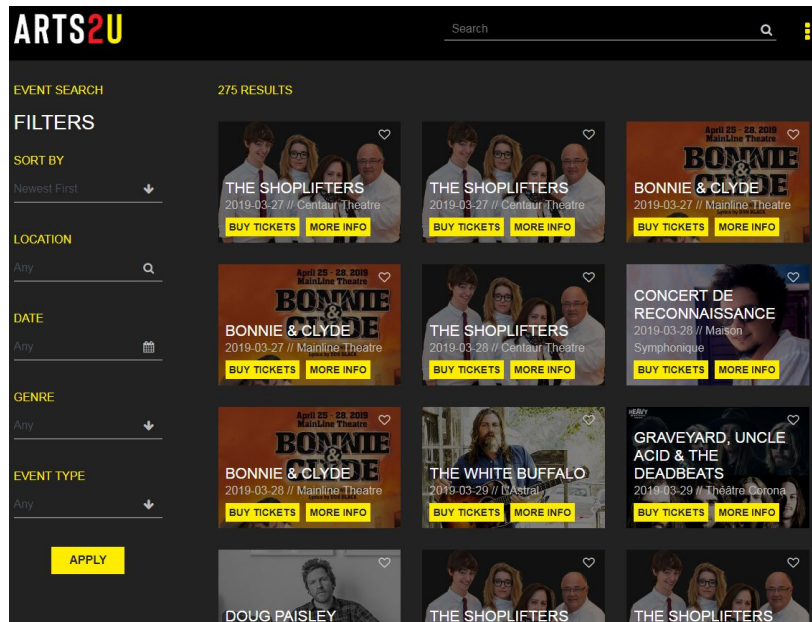 ARTS2U
Search
EVENT SEARCH
275 RESULTS
FILTERS
SORT BY
Newest First
LOCATION
Any
DATE
Any
GENRE
Any
EVENT TYPE
Any
APPLY
THE SHOPLIFTERS
2019-03-27 // Centaur Theatre
BUY TICKETS MORE INFO
THE SHOPLIFTERS
2019-03-27 // Centaur Theatre
BUY TICKETS MORE INFO
April 25 - 28, 2019
MainLine Theatre
BONNIE
& CLYDE
Lyrics by DON BLACK
BONNIE & CLYDE
2019-03-27 // Mainline Theatre
BUY TICKETS MORE INFO
April 25 - 28, 2019
MainLine Theatre
BONNIE
& CLYDE
BONNIE & CLYDE
2019-03-27 // Mainline Theatre
BUY TICKETS MORE INFO
THE SHOPLIFTERS
2019-03-28 // Centaur Theatre
BUY TICKETS MORE INFO
CONCERT DE
RECONNAISSANCE
2019-03-28 // Maison
Symphonique
BUY TICKETS MORE INFO
April 25 - 28, 2019
MainLine Theatre
BONNIE
& CLYDE
BONNIE & CLYDE
2019-03-28 // Mainline Theatre
BUY TICKETS MORE INFO
THE WHITE BUFFALO
2019-03-29 // L'Astral
BUY TICKETS MORE INFO
HEAVY
GRAVEYARD, UNCLE
ACID & THE
DEADBEATS
2019-03-29 // Théâtre Corona
BUY TICKETS MORE INFO
DOUG PAISLEY
THE SHOPLIFTERS
THE SHOPLIFTERS